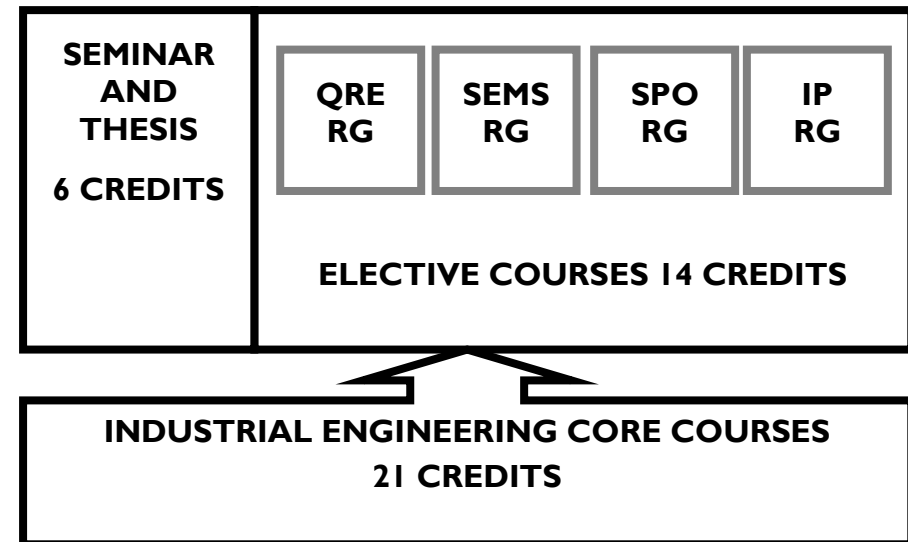 SEMINAR
AND
THESIS
6 CREDITS
QRE
RG
SEMS
RG
SPO
RG
IP
RG
ELECTIVE COURSES 14 CREDITS
INDUSTRIAL ENGINEERING CORE COURSES
21 CREDITS